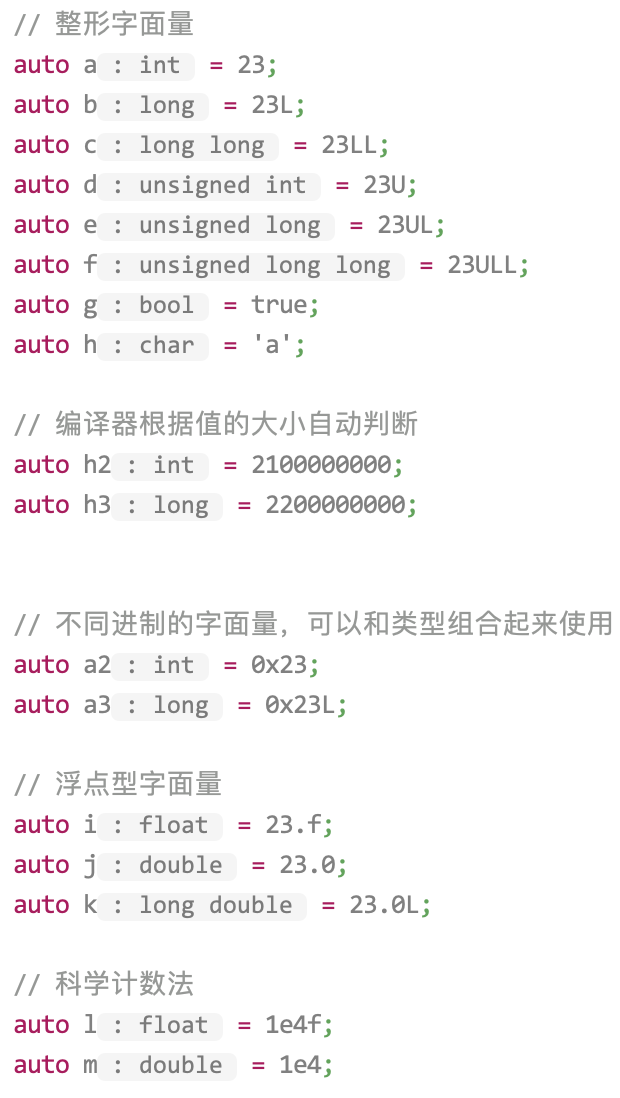 // 整形字面量
auto a : int = 23;
auto b : long = 23L;
auto c : long long = 23LL;
auto d : unsigned int = 23U;
auto e : unsigned long = 23UL;
auto f : unsigned long long = 23ULL;
auto g : bool = true;
auto h : char = 'a';
// 编译器根据值的大小自动判断
auto h2 : int = 2100000000;
auto h3 : long = 2200000000;
// 不同进制的字面量，可以和类型组合起来使用
auto a2 : int = 0x23;
auto a3 : long = 0x23L;
// 浮点型字面量
auto i : float = 23.f;
auto j : double = 23.0;
auto k : long double = 23.0L;
// 科学计数法
auto l : float = 1e4f;
auto m : double = 1e4;